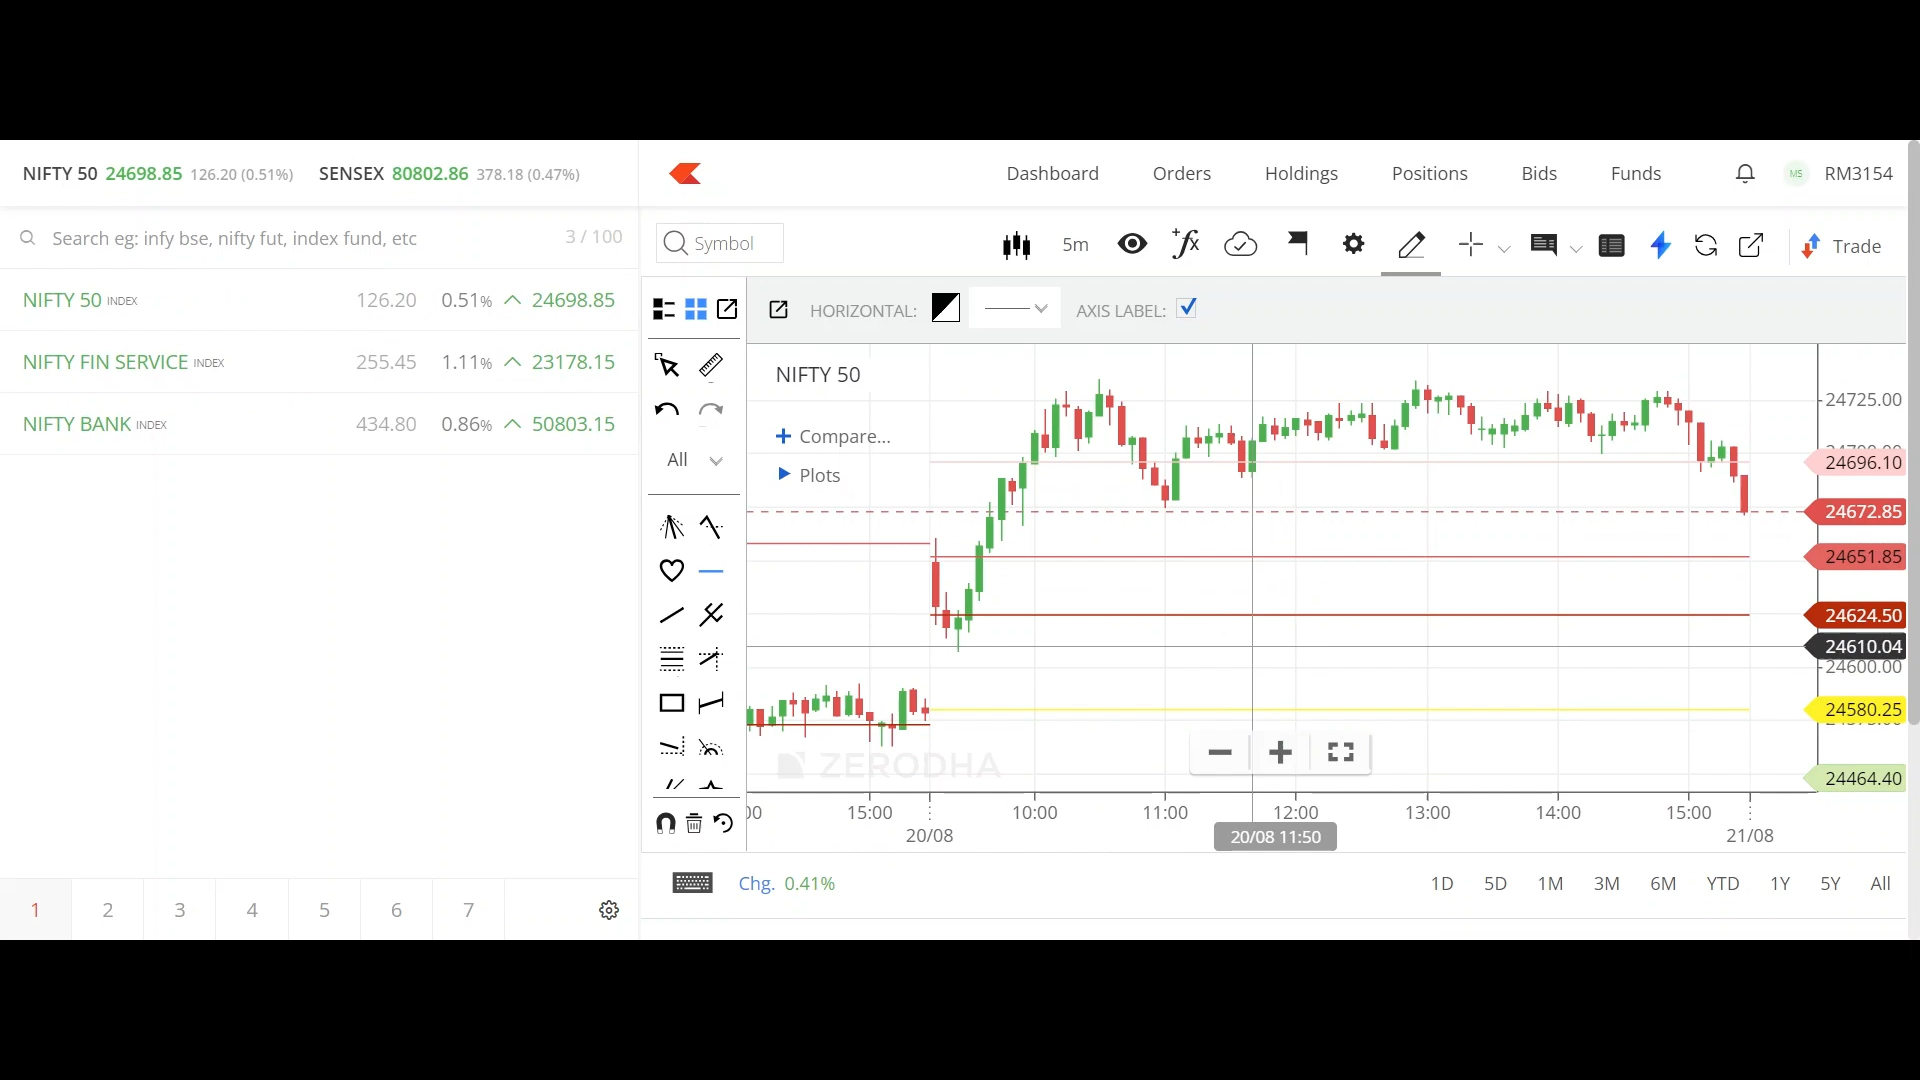 NIFTY 50 24698.85 126.20 (0.51%) SENSEX 80802.86 378.18 (0.47%)
Dashboard Orders Holdings Positions Bids Funds MS RM3154
Search eg: infy bse, nifty fut, index fund, etc 3 / 100
Symbol 5m Trade
NIFTY 50 INDEX 126.20 0.51% 24698.85
NIFTY FIN SERVICE INDEX 255.45 1.11% 23178.15
NIFTY BANK INDEX 434.80 0.86% 50803.15
HORIZONTAL: AXIS LABEL:
NIFTY 50
Compare...
Plots
All
24725.00
24696.10
24672.85
24651.85
24624.50
24610.04
24600.00
24580.25
24464.40
ZERODHA
15:00 10:00 11:00 12:00 13:00 14:00 15:00
20/08 20/08 11:50 21/08
Chg. 0.41% 1D 5D 1M 3M 6M YTD 1Y 5Y All
1 2 3 4 5 6 7